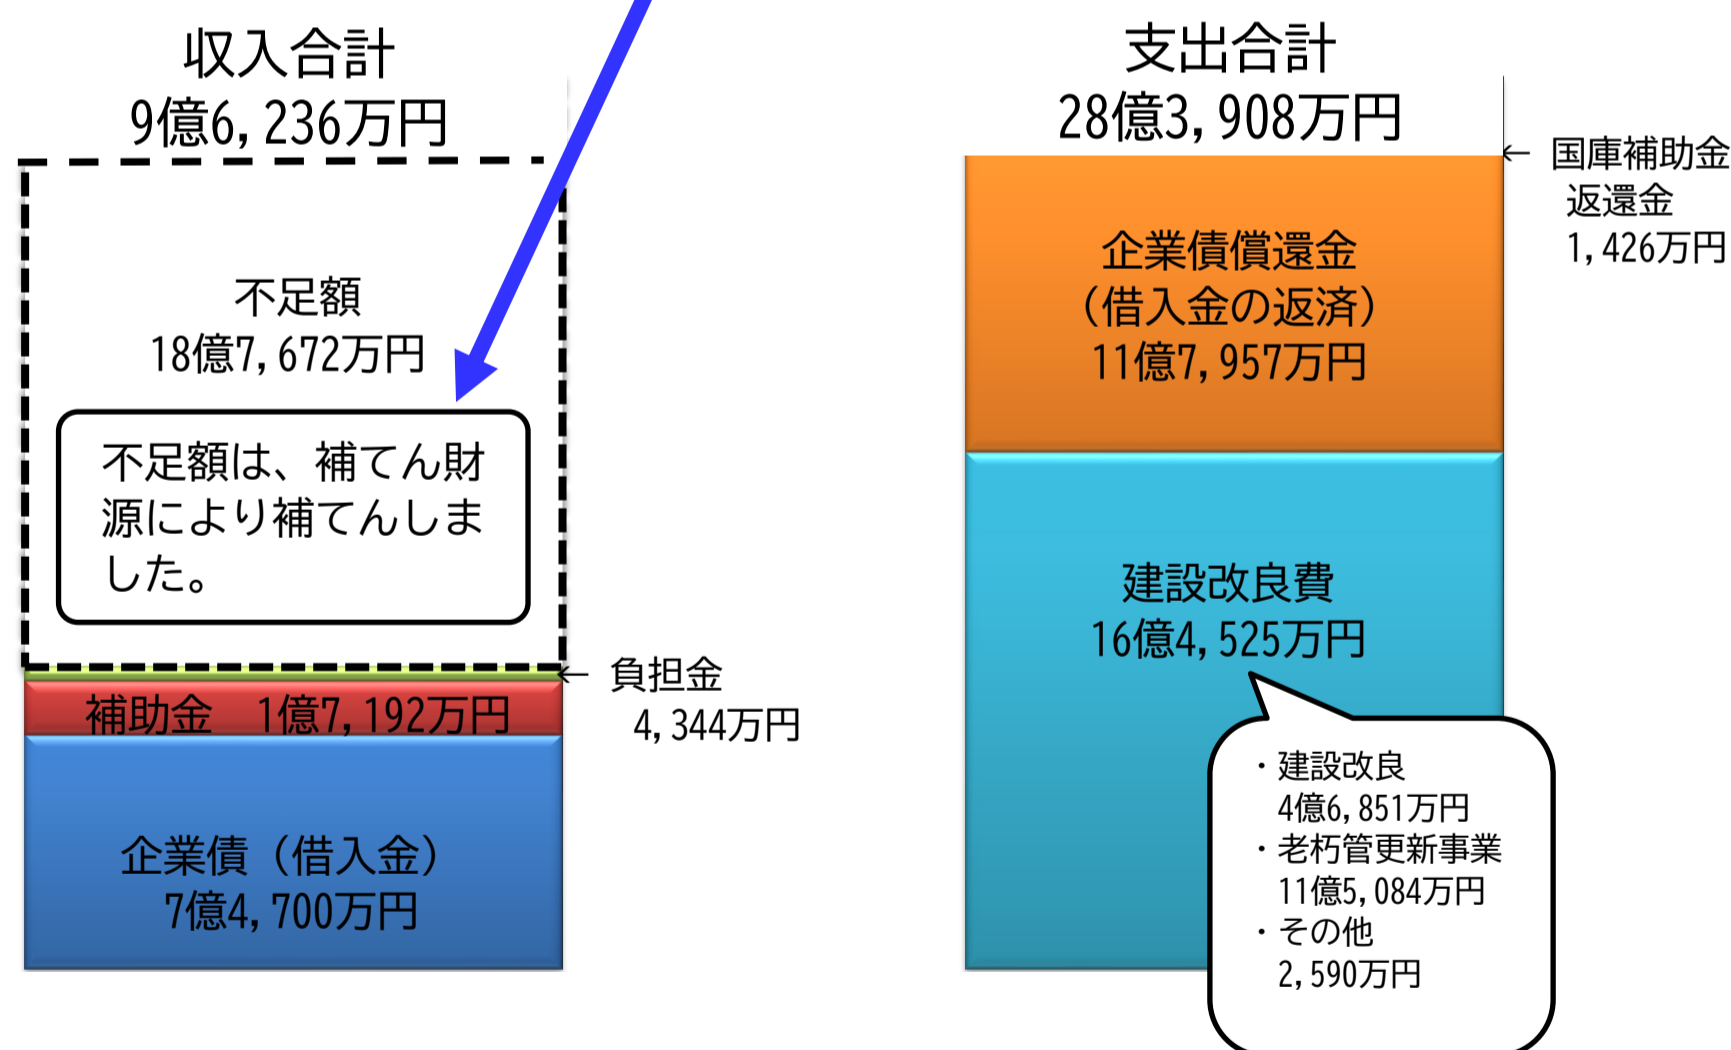 収入合計
9億6,236万円
不足額
18億7,672万円
不足額は、補てん財
源により補てんしま
した。
負担金
4,344万円
補助金　1億7,192万円
企業債（借入金）
7億4,700万円
支出合計
28億3,908万円
← 国庫補助金
返還金
1,426万円
企業債償還金
（借入金の返済）
11億7,957万円
建設改良費
16億4,525万円
・建設改良
4億6,851万円
・老朽管更新事業
11億5,084万円
・その他
2,590万円